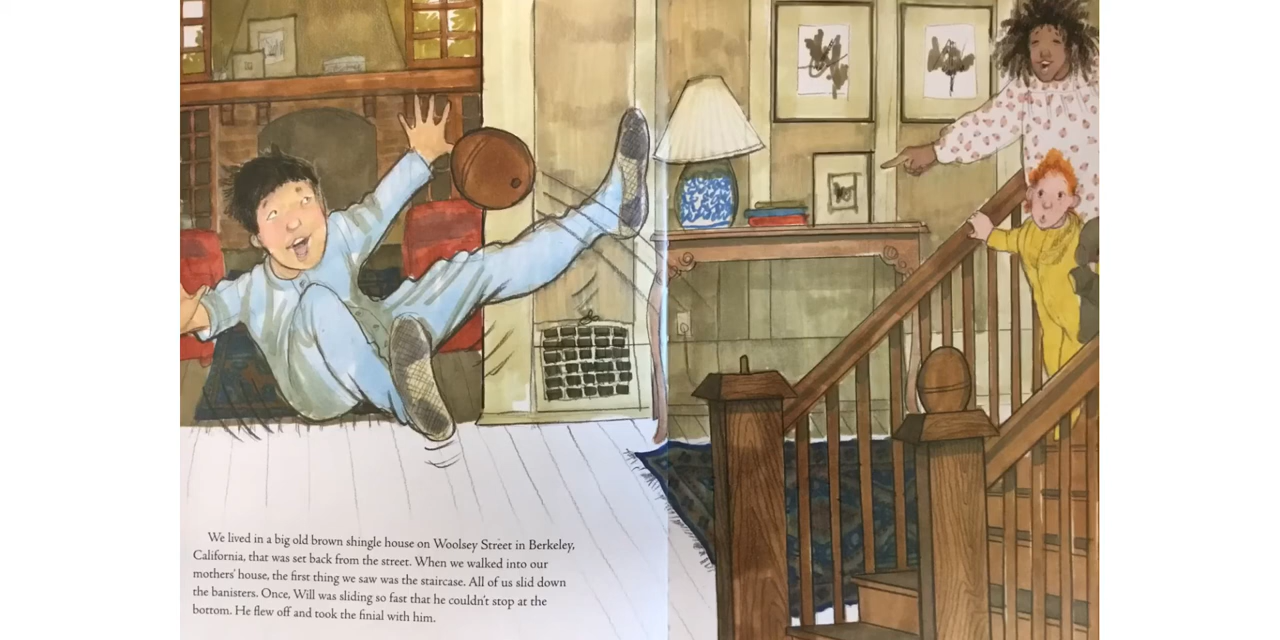 We lived in a big old brown shingle house on Woolsey Street in Berkeley,
California, that was set back from the street. When we walked into our
mothers' house, the first thing we saw was the staircase. All of us slid down
the banisters. Once, Will was sliding so fast that he couldn't stop at the
bottom. He flew off and took the finial with him.